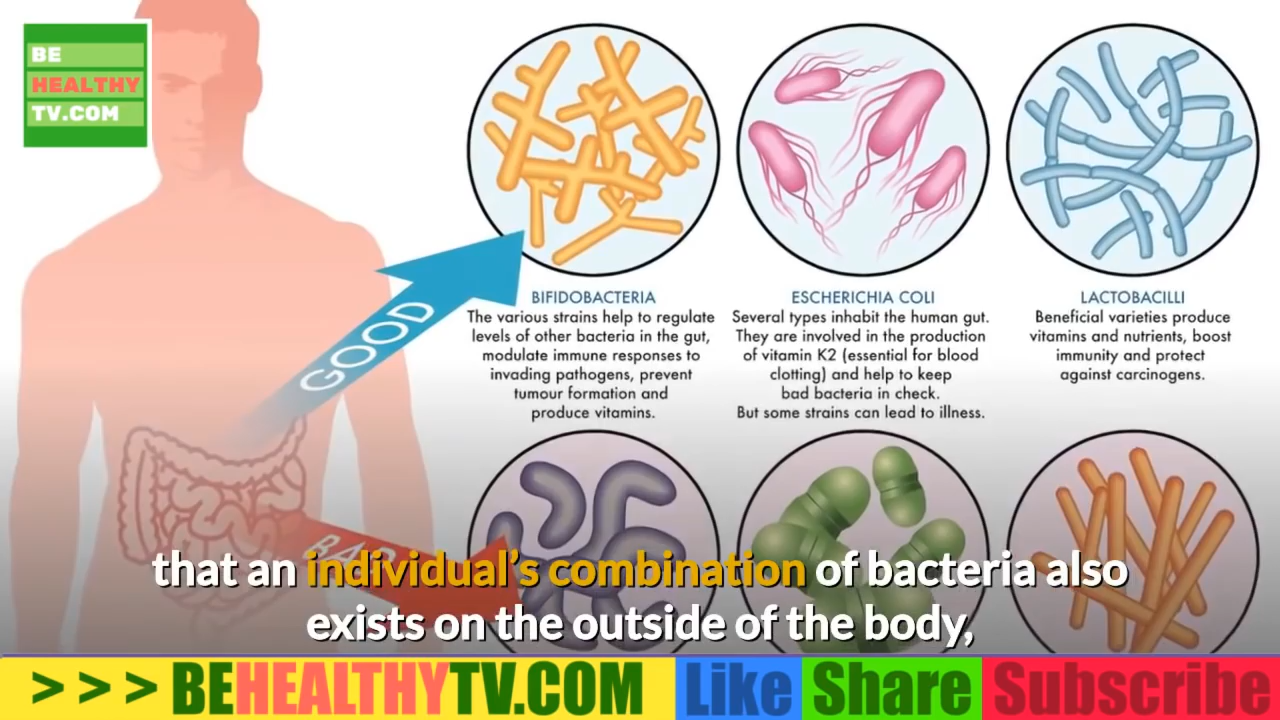 BE
HEALTHY
TV.COM
GOOD
BIFIDOBACTERIA
The various strains help to regulate
levels of other bacteria in the gut,
modulate immune responses to
invading pathogens, prevent
tumour formation and
produce vitamins.
ESCHERICHIA COLI
Several types inhabit the human gut.
They are involved in the production
of vitamin K2 (essential for blood
clotting) and help to keep
bad bacteria in check.
But some strains can lead to illness.
LACTOBACILLI
Beneficial varieties produce
vitamins and nutrients, boost
immunity and protect
against carcinogens.
BAD
that an individual's combination of bacteria also
exists on the outside of the body,
> > > BEHEALTHYTV.COM Like Share Subscribe